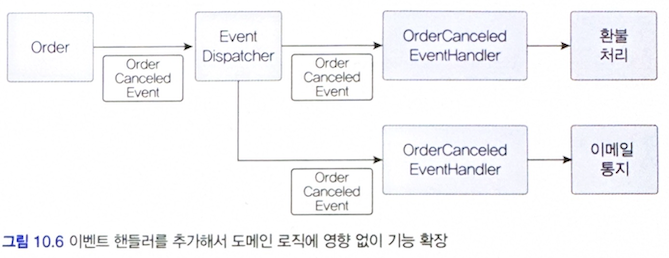 Order
Order
Canceled
Event
Event
Dispatcher
Order
Canceled
Event
OrderCanceled
EventHandler
환불
처리
Order
Canceled
Event
OrderCanceled
EventHandler
이메일
통지
그림 10.6 이벤트 핸들러를 추가해서 도메인 로직에 영향 없이 기능 확장